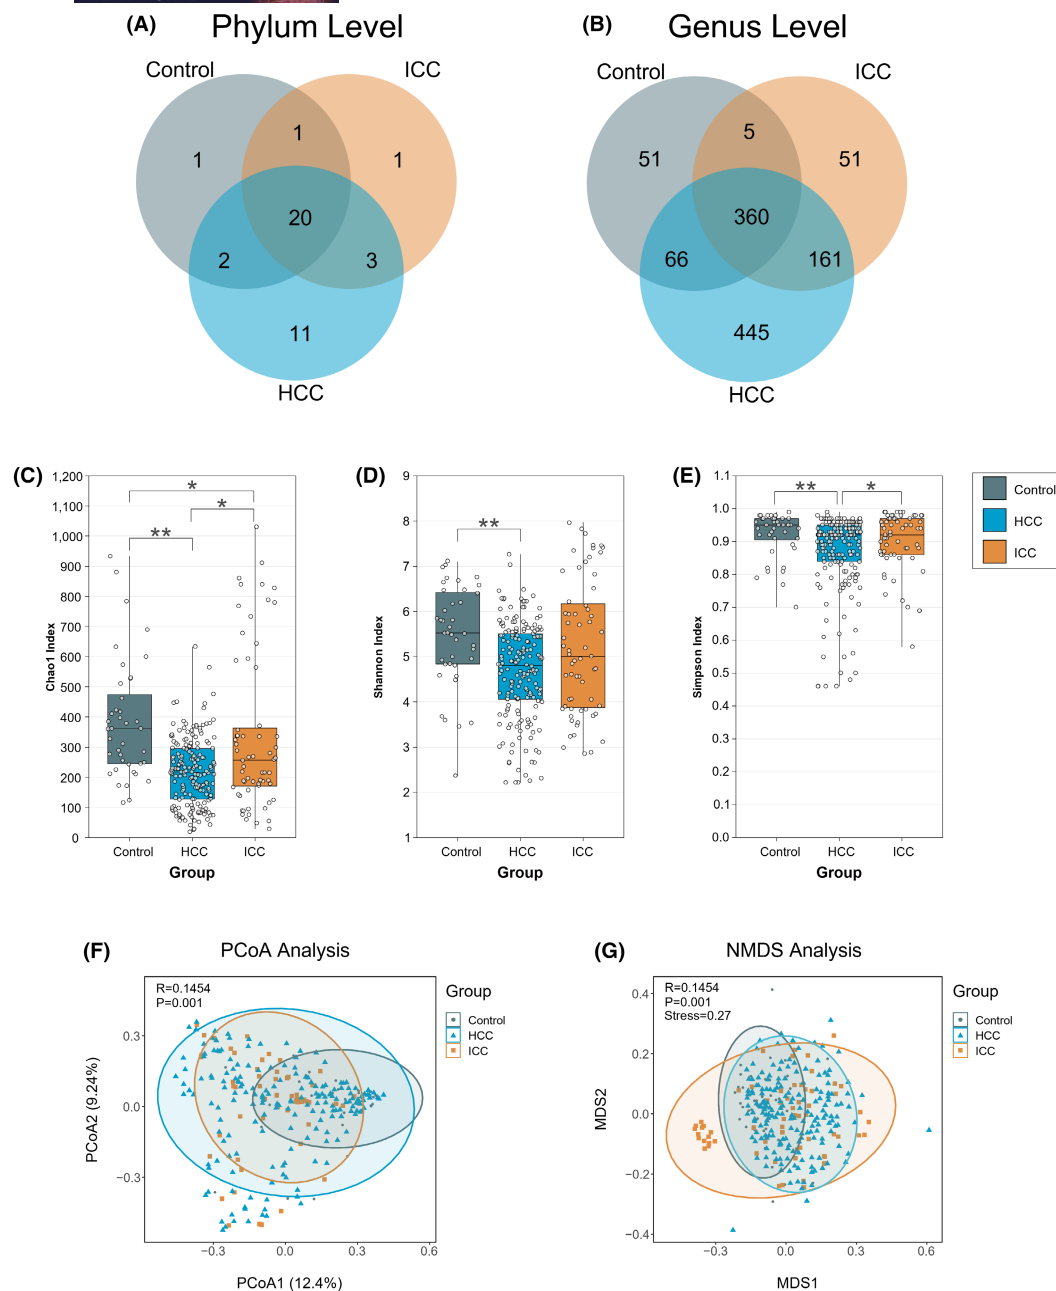 (A) Phylum Level
Control
ICC
1
1
1
20
2
3
11
HCC
(B) Genus Level
Control
ICC
5
51
51
360
66
161
445
HCC
(C)
1,200
1,100
1,000
900
800
700
600
500
400
300
200
100
0
Chao1 Index
*
*
**
Control HCC ICC
Group
(D)
9
8
7
6
5
4
3
2
1
Shannon Index
**
Control HCC ICC
Group
(E)
1.1
1.0
0.9
0.8
0.7
0.6
0.5
0.4
0.3
0.2
0.1
0.0
Simpson Index
** *
Control HCC ICC
Group
Control
HCC
ICC
(F) PCoA Analysis
R=0.1454
P=0.001
0.3
0.0
−0.3
PCoA2 (9.24%)
−0.3 0.0 0.3 0.6
PCoA1 (12.4%)
Group
Control
HCC
ICC
(G) NMDS Analysis
R=0.1454
P=0.001
Stress=0.27
0.4
0.2
0.0
−0.2
−0.4
MDS2
−0.3 0.0 0.3 0.6
MDS1
Group
Control
HCC
ICC